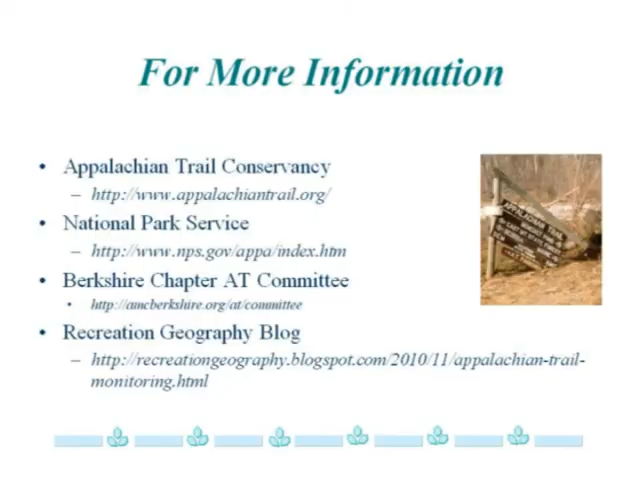 For More Information
• Appalachian Trail Conservancy
– http://www.appalachiantrail.org/
• National Park Service
– http://www.nps.gov/appa/index.htm
• Berkshire Chapter AT Committee
• http://amcberkshire.org/at/committee
• Recreation Geography Blog
– http://recreationgeography.blogspot.com/2010/11/appalachian-trail-
monitoring.html
APPALACHIAN TRAIL